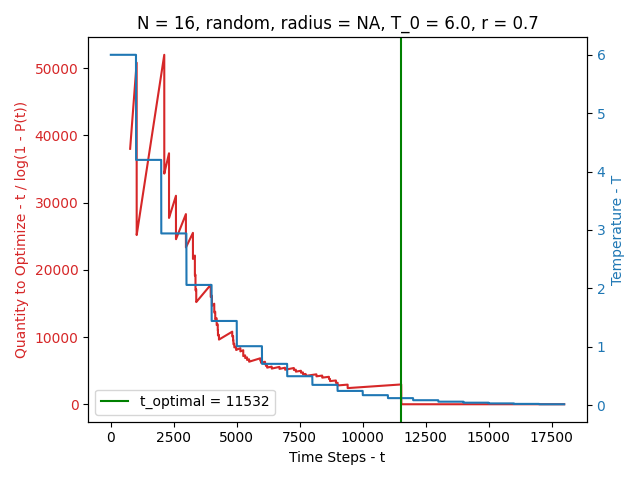 N = 16, random, radius = NA, T_0 = 6.0, r = 0.7
Quantity to Optimize - t / log(1 - P(t))
50000
40000
30000
20000
10000
0
6
5
4
3
2
1
0
Temperature - T
t_optimal = 11532
0 2500 5000 7500 10000 12500 15000 17500
Time Steps - t